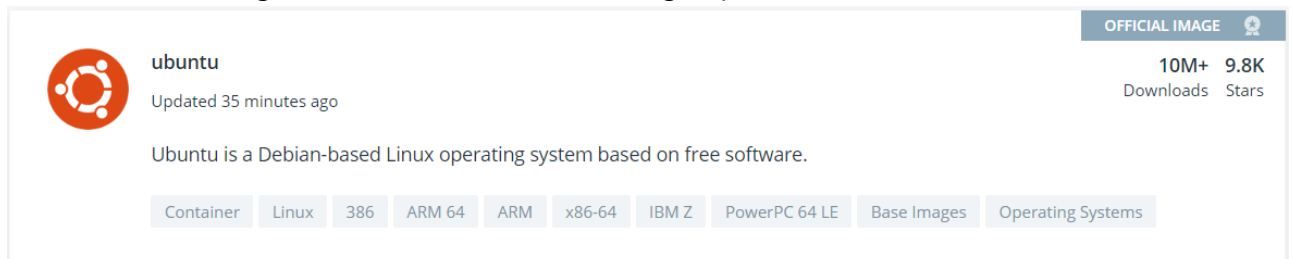 OFFICIAL IMAGE
ubuntu
10M+ 9.8K
Updated 35 minutes ago
Downloads Stars
Ubuntu is a Debian-based Linux operating system based on free software.
Container Linux 386 ARM 64 ARM x86-64 IBM Z PowerPC 64 LE Base Images Operating Systems